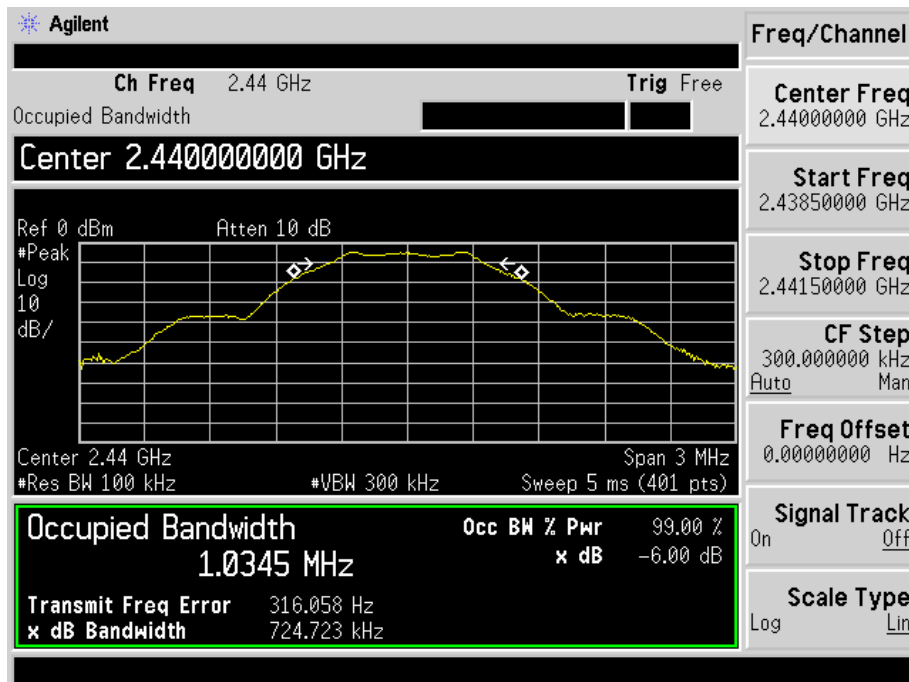 Agilent
Ch Freq 2.44 GHz Trig Free
Occupied Bandwidth
Center 2.440000000 GHz
Ref 0 dBm Atten 10 dB
#Peak
Log
10
dB/
Center 2.44 GHz Span 3 MHz
#Res BW 100 kHz #VBW 300 kHz Sweep 5 ms (401 pts)
Occupied Bandwidth
1.0345 MHz
Occ BW % Pwr 99.00 %
x dB -6.00 dB
Transmit Freq Error 316.058 Hz
x dB Bandwidth 724.723 kHz
Freq/Channel
Center Freq
2.44000000 GHz
Start Freq
2.43850000 GHz
Stop Freq
2.44150000 GHz
CF Step
300.000000 kHz
Auto Man
Freq Offset
0.00000000 Hz
Signal Track
On Off
Scale Type
Log Lin